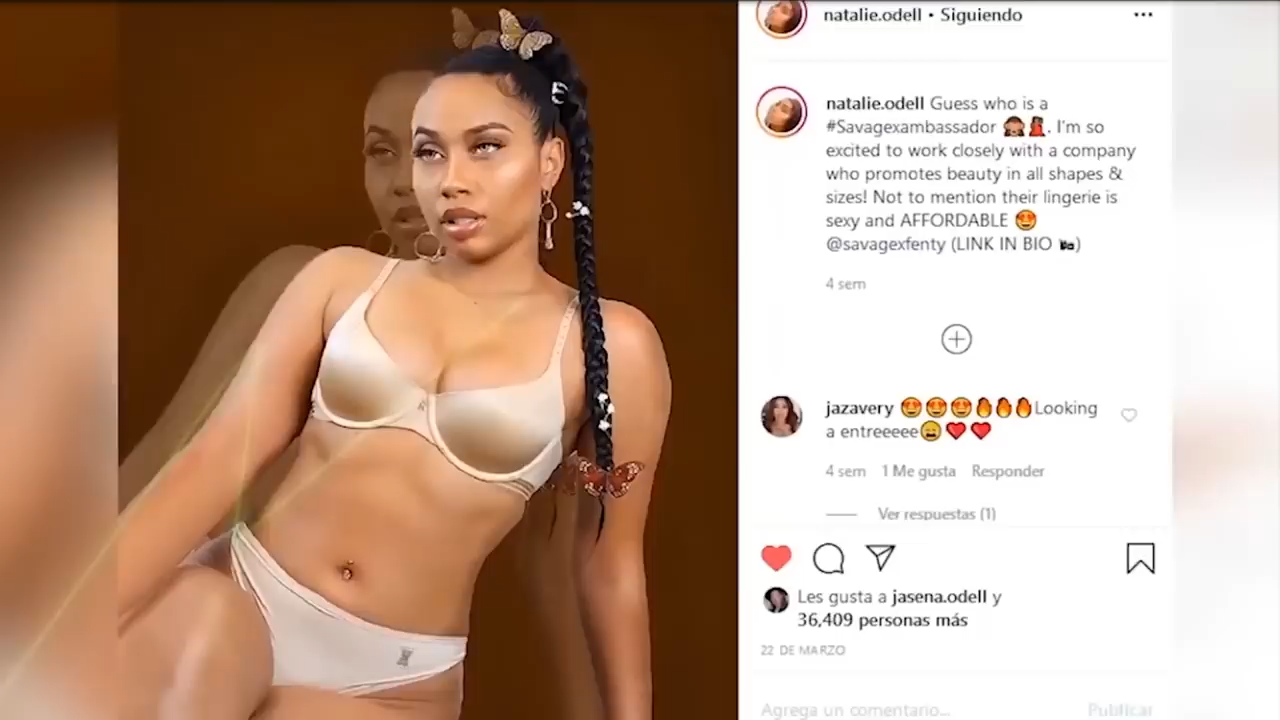 natalie.odell • Siguiendo
natalie.odell Guess who is a
#Savagexambassador 🙈💃. I'm so
excited to work closely with a company
who promotes beauty in all shapes &
sizes! Not to mention their lingerie is
sexy and AFFORDABLE 🤩
@savagexfenty (LINK IN BIO 📹)
4 sem
jazavery 😍😍😍🔥🔥🔥Looking
a entreeeee😩❤️❤️
4 sem 1 Me gusta Responder
Ver respuestas (1)
Les gusta a jasena.odell y
36,409 personas más
22 DE MARZO
Agrega un comentario... Publicar